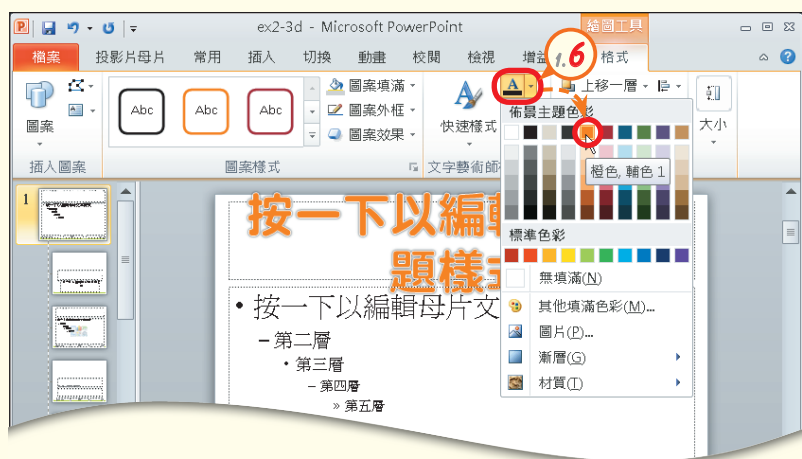 ex2-3d - Microsoft PowerPoint
繪圖工具
檔案 投影片母片 常用 插入 切換 動畫 校閱 檢視 增益 格式
1.6
圖案
Abc Abc Abc
圖案填滿
圖案外框
圖案效果
快速樣式
A
上移一層
大小
插入圖案 圖案樣式 文字藝術師
佈景主題色彩
橙色, 輔色 1
標準色彩
無填滿(N)
其他填滿色彩(M)...
圖片(P)...
漸層(G)
材質(T)
1
按一下以編輯
題樣式
• 按一下以編輯母片文
– 第二層
• 第三層
– 第四層
» 第五層